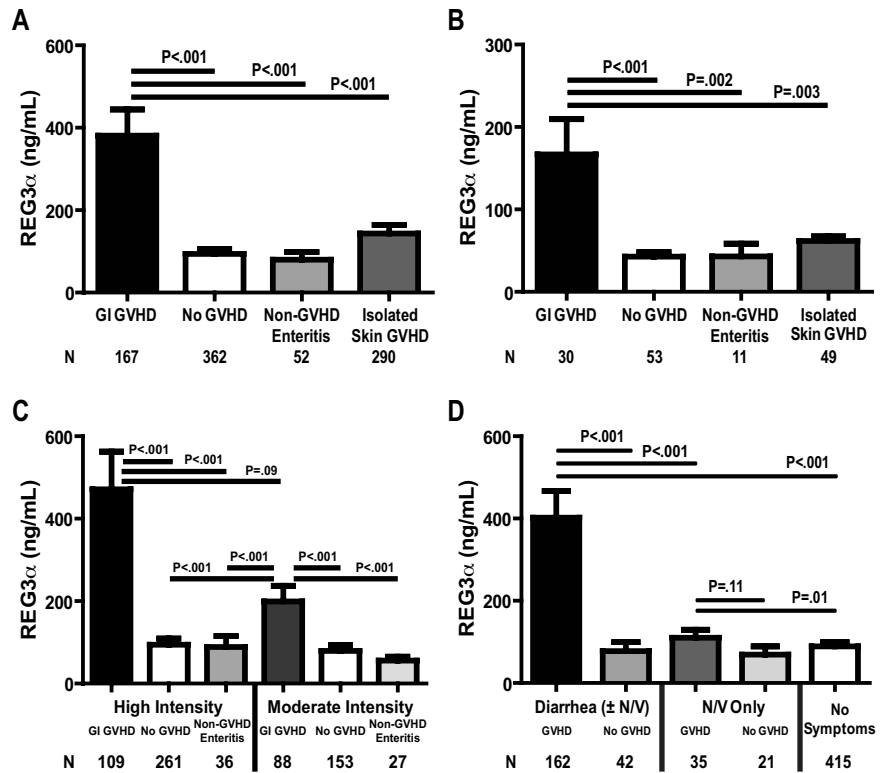 A
REG3α (ng/mL)
600
400
200
0
P<.001
P<.001
P<.001
GI GVHD No GVHD Non-GVHD Enteritis Isolated Skin GVHD
N 167 362 52 290
B
REG3α (ng/mL)
300
200
100
0
P<.001
P=.002
P=.003
GI GVHD No GVHD Non-GVHD Enteritis Isolated Skin GVHD
N 30 53 11 49
C
REG3α (ng/mL)
600
400
200
0
P<.001
P<.001
P=.09
P<.001 P<.001
P<.001 P<.001
High Intensity Moderate Intensity
GI GVHD No GVHD Non-GVHD Enteritis GI GVHD No GVHD Non-GVHD Enteritis
N 109 261 36 88 153 27
D
REG3α (ng/mL)
600
400
200
0
P<.001
P<.001
P<.001
P=.11
P=.01
Diarrhea (± N/V) N/V Only No Symptoms
GVHD No GVHD GVHD No GVHD
N 162 42 35 21 415